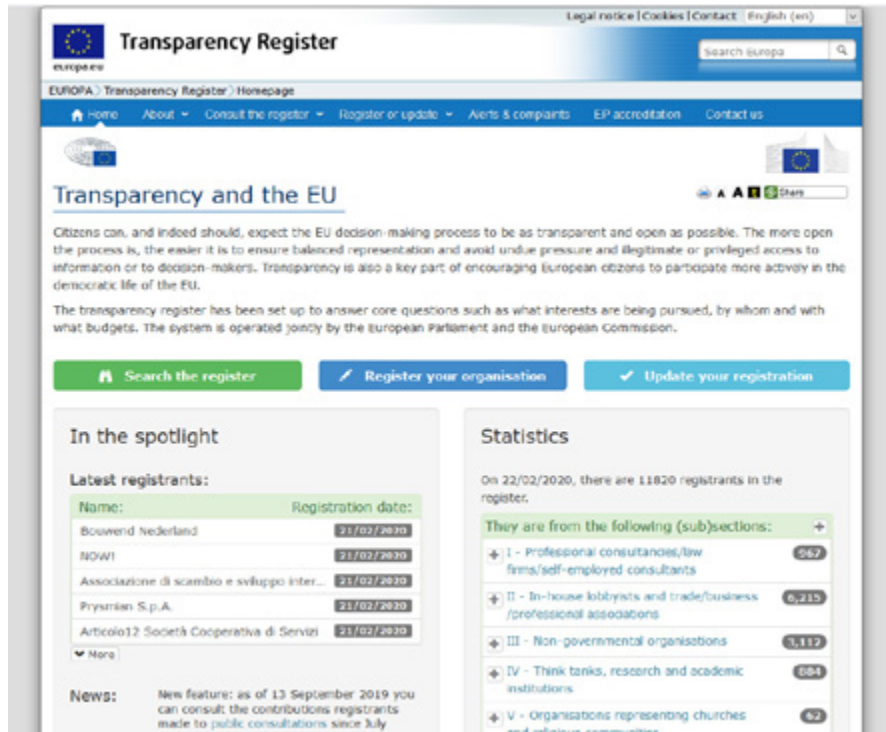 Legal notice | Cookies | Contact English (en)
Transparency Register
europa.eu
Search Europa
EUROPA > Transparency Register > Homepage
Home About Consult the register Register or update Alerts & complaints EP accreditation Contact us
Transparency and the EU
A A Share
Citizens can, and indeed should, expect the EU decision-making process to be as transparent and open as possible. The more open
the process is, the easier it is to ensure balanced representation and avoid undue pressure and illegitimate or privileged access to
information or to decision-makers. Transparency is also a key part of encouraging European citizens to participate more actively in the
democratic life of the EU.
The transparency register has been set up to answer core questions such as what interests are being pursued, by whom and with
what budgets. The system is operated jointly by the European Parliament and the European Commission.
Search the register
Register your organisation
Update your registration
In the spotlight
Latest registrants:
Name: Registration date:
Bouwend Nederland 21/02/2020
NOW! 21/02/2020
Associazione di scambio e sviluppo inter... 21/02/2020
Prysmian S.p.A. 21/02/2020
Articolo12 Società Cooperativa di Servizi 21/02/2020
More
News: New feature: as of 13 September 2019 you
can consult the contributions registrants
made to public consultations since July
Statistics
On 22/02/2020, there are 11820 registrants in the
register.
They are from the following (sub)sections:
I - Professional consultancies/law 967
firms/self-employed consultants
II - In-house lobbyists and trade/business 6,215
/professional associations
III - Non-governmental organisations 3,112
IV - Think tanks, research and academic 884
institutions
V - Organisations representing churches 62
and religious communities